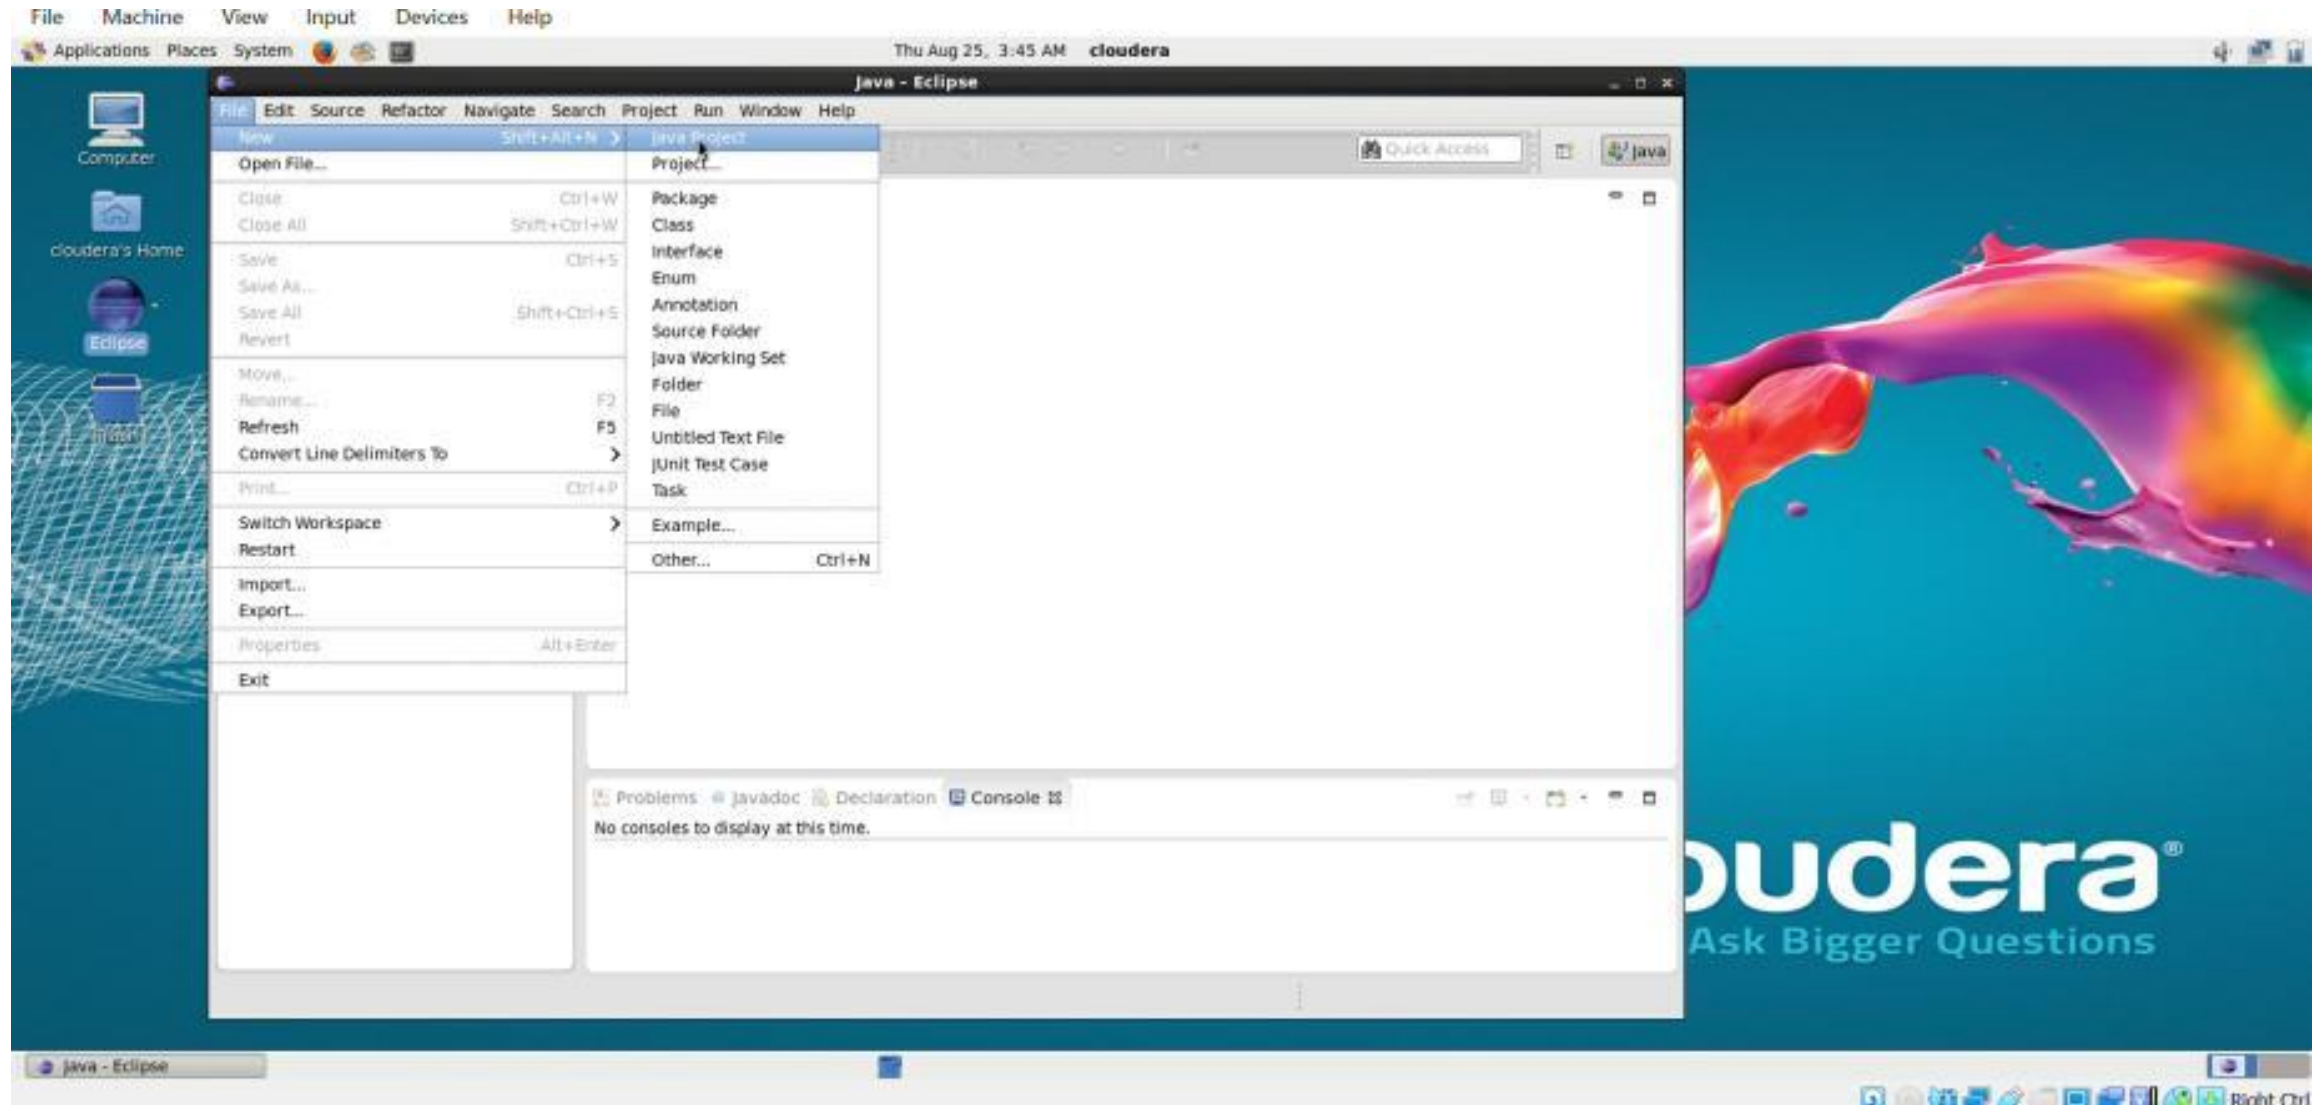 File Machine View Input Devices Help
Applications Places System Thu Aug 25, 3:45 AM cloudera
Java - Eclipse
File Edit Source Refactor Navigate Search Project Run Window Help
New Shift+Alt+N >
Open File...
Close Ctrl+W
Close All Shift+Ctrl+W
Save Ctrl+S
Save As...
Save All Shift+Ctrl+S
Revert
Move...
Rename... F2
Refresh F5
Convert Line Delimiters To >
Print... Ctrl+P
Switch Workspace >
Restart
Import...
Export...
Properties Alt+Enter
Exit
Java Project
Project...
Package
Class
Interface
Enum
Annotation
Source Folder
Java Working Set
Folder
File
Untitled Text File
JUnit Test Case
Task
Example...
Other... Ctrl+N
Quick Access
Java
Computer
cloudera's Home
Eclipse
Problems Javadoc Declaration Console
No consoles to display at this time.
oudera®
Ask Bigger Questions
Java - Eclipse
Right Ctrl